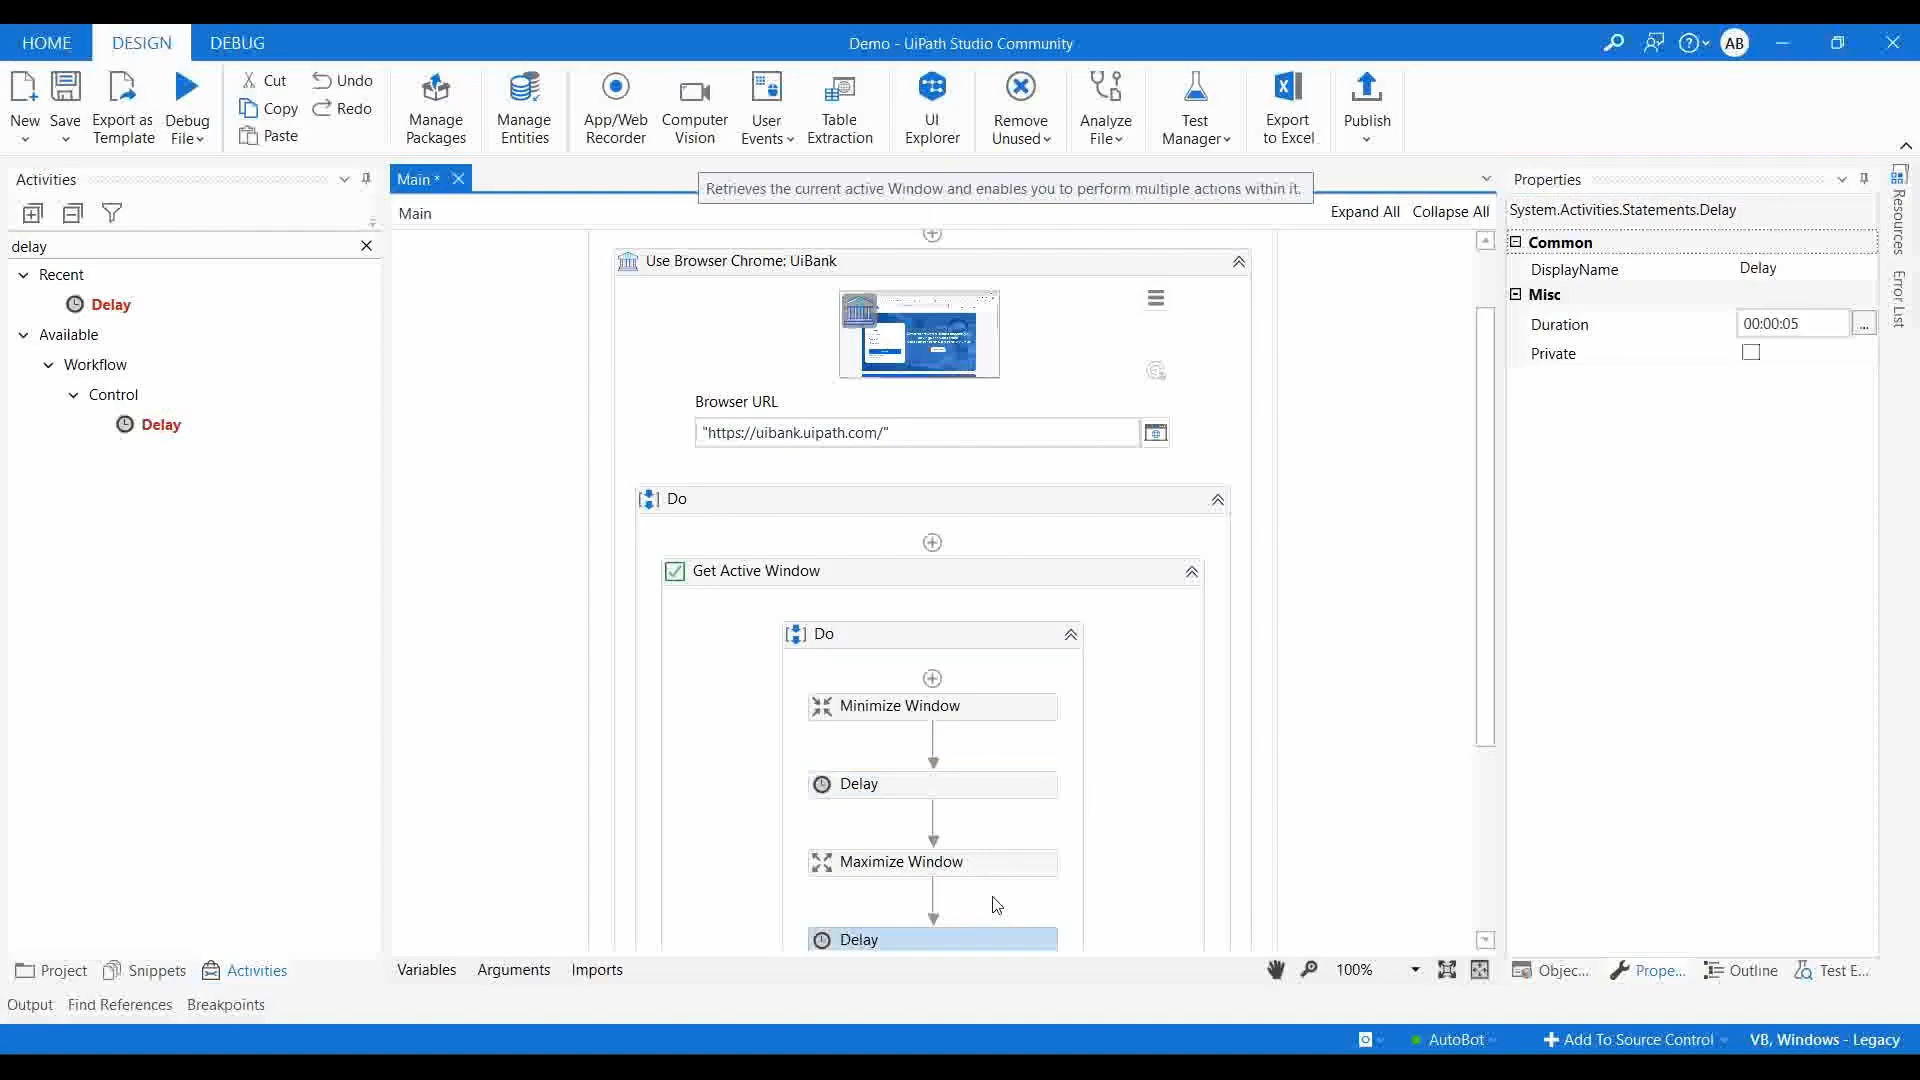 HOME DESIGN DEBUG Demo - UiPath Studio Community AB
New Save Export as Template Debug File Cut Copy Paste Undo Redo Manage Packages Manage Entities App/Web Recorder Computer Vision User Events Table Extraction UI Explorer Remove Unused Analyze File Test Manager Export to Excel Publish
Activities
delay
Recent
Delay
Available
Workflow
Control
Delay
Main *
Retrieves the current active Window and enables you to perform multiple actions within it.
Main Expand All Collapse All
Use Browser Chrome: UiBank
Browser URL
"https://uibank.uipath.com/"
Do
Get Active Window
Do
Minimize Window
Delay
Maximize Window
Delay
Properties
System.Activities.Statements.Delay
Common
DisplayName Delay
Misc
Duration 00:00:05 ...
Private
Resources
Error List
Project Snippets Activities Variables Arguments Imports 100% Objec... Prope... Outline Test E...
Output Find References Breakpoints
AutoBot Add To Source Control VB, Windows - Legacy